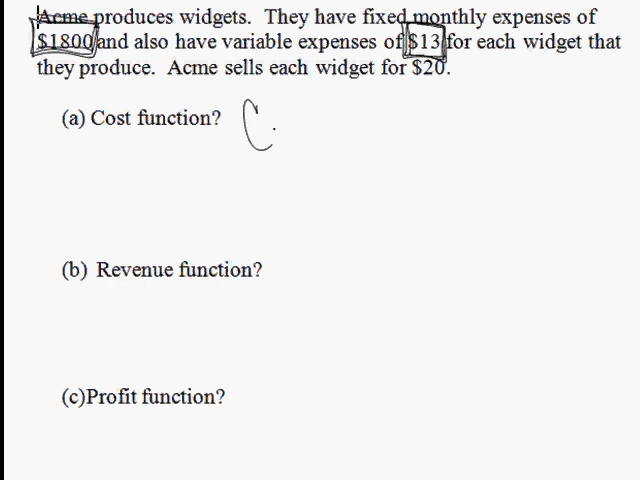 Acme produces widgets. They have fixed monthly expenses of
$1800 and also have variable expenses of $13 for each widget that
they produce. Acme sells each widget for $20.
(a) Cost function? C
(b) Revenue function?
(c)Profit function?